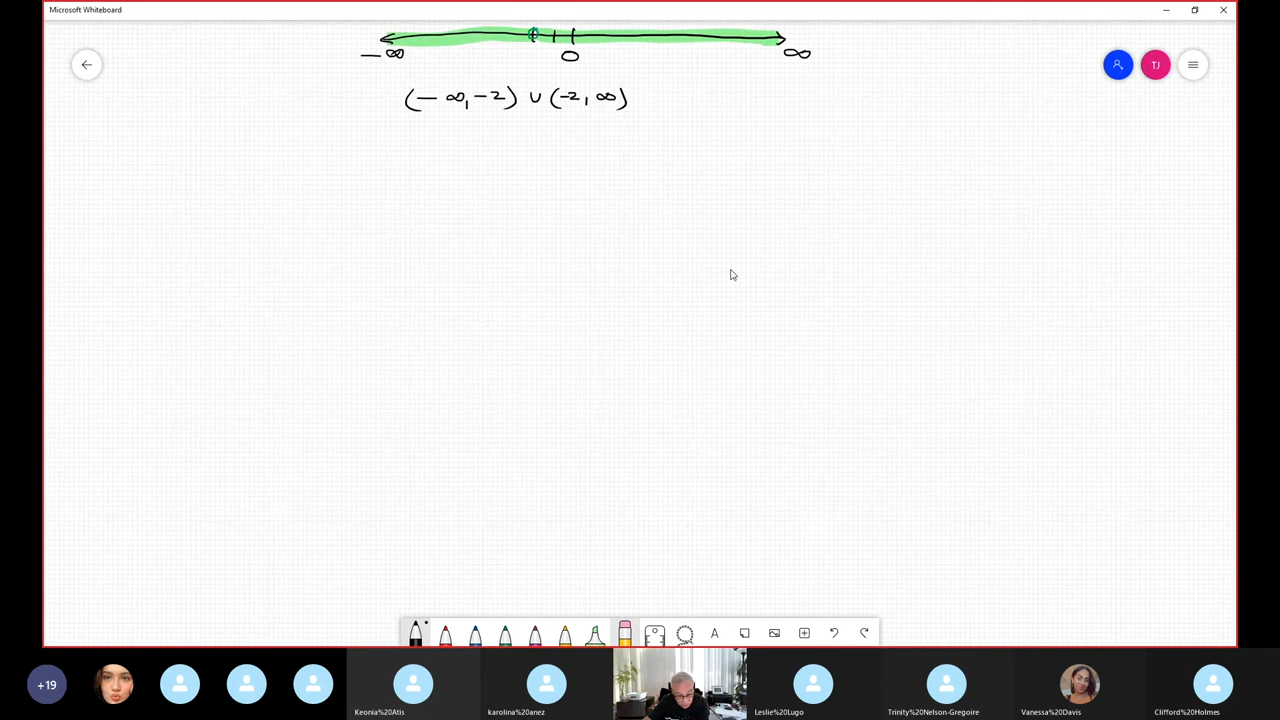 Microsoft Whiteboard
— ∞ 0 ∞
(— ∞, -2) ∪ (-2, ∞)
TJ
A
+19
Keonia%20Atis
karolina%20anez
Leslie%20Lugo
Trinity%20Nelson-Gregoire
Vanessa%20Davis
Clifford%20Holmes